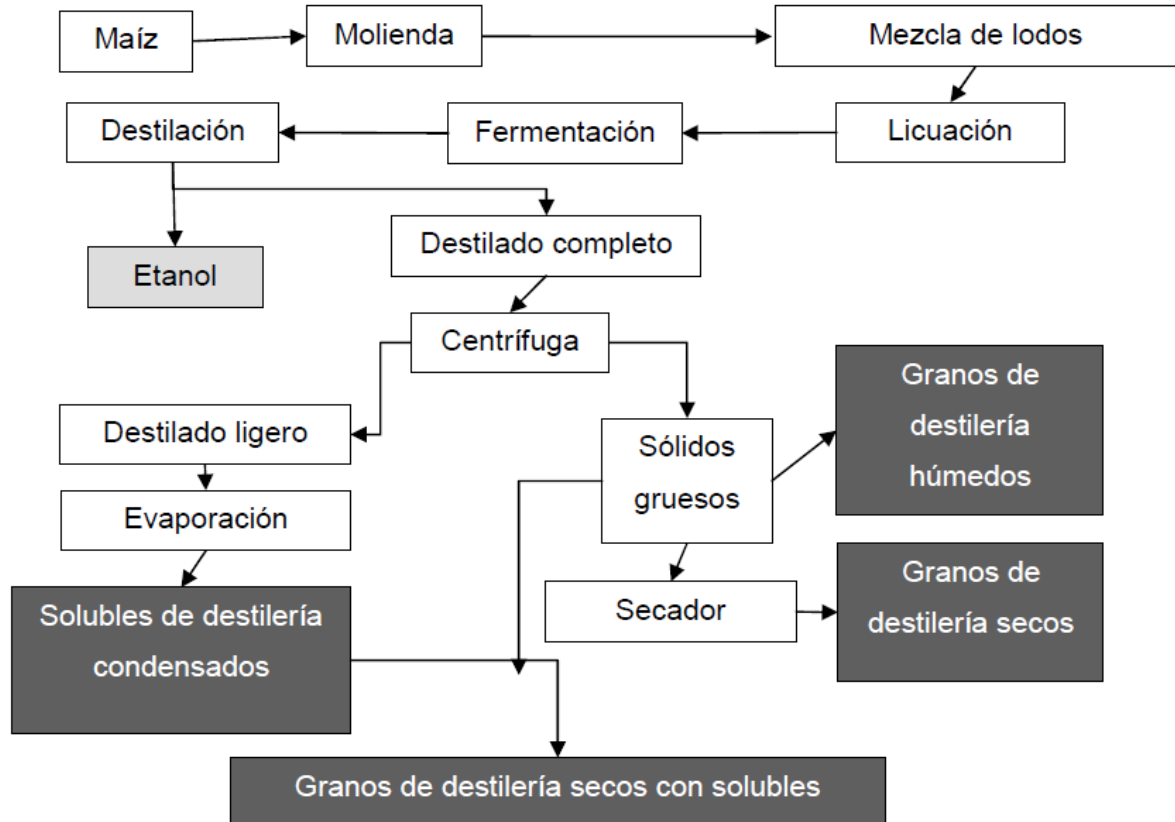 Maíz
Molienda
Mezcla de lodos
Destilación
Fermentación
Licuación
Destilado completo
Etanol
Centrífuga
Granos de
destilería
húmedos
Destilado ligero
Sólidos
gruesos
Evaporación
Granos de
destilería secos
Secador
Solubles de destilería
condensados
Granos de destilería secos con solubles